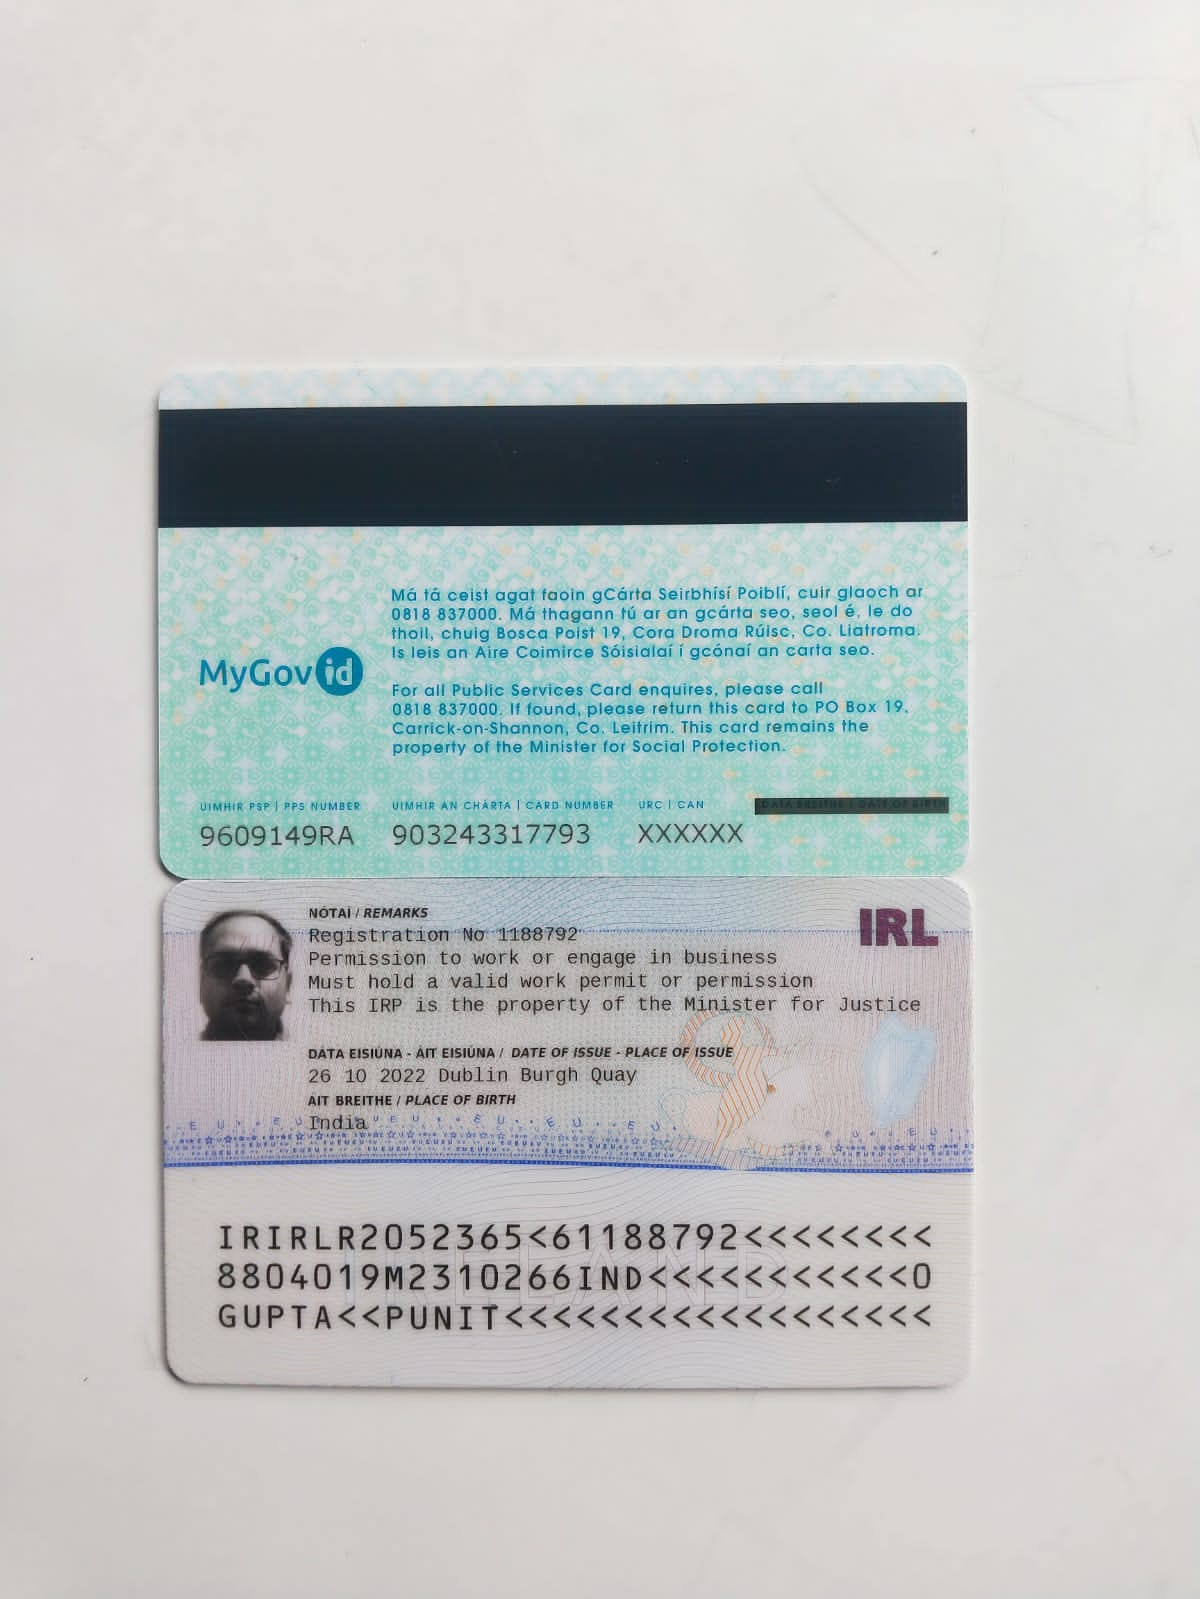 Má tá ceist agat faoin gCárta Seirbhísí Poiblí, cuir glaoch ar
0818 837000. Má thagann tú ar an gcárta seo, seol é, le do
thoil, chuig Bosca Poist 19, Cora Droma Rúisc, Co. Liatroma.
Is leis an Aire Coimirce Sóisialaí i gcónaí an carta seo.
MyGovid
For all Public Services Card enquires, please call
0818 837000. If found, please return this card to PO Box 19,
Carrick-on-Shannon, Co. Leitrim. This card remains the
property of the Minister for Social Protection.
UIMHIR PSP | PPS NUMBER
9609149RA
UIMHIR AN CHÁRTA | CARD NUMBER
903243317793
URC | CAN
XXXXXX
DÁTA BREITHE | DATE OF BIRTH
NÓTAÍ / REMARKS
IRL
Registration No 1188792
Permission to work or engage in business
Must hold a valid work permit or permission
This IRP is the property of the Minister for Justice
DÁTA EISIÚNA - ÁIT EISIÚNA / DATE OF ISSUE - PLACE OF ISSUE
26 10 2022 Dublin Burgh Quay
ÁIT BREITHE / PLACE OF BIRTH
India
IRIRLR2052365<61188792<<<<<<<<
8804019M2310266IND<<<<<<<<<<<0
GUPTA<<PUNIT<<<<<<<<<<<<<<<<<<<